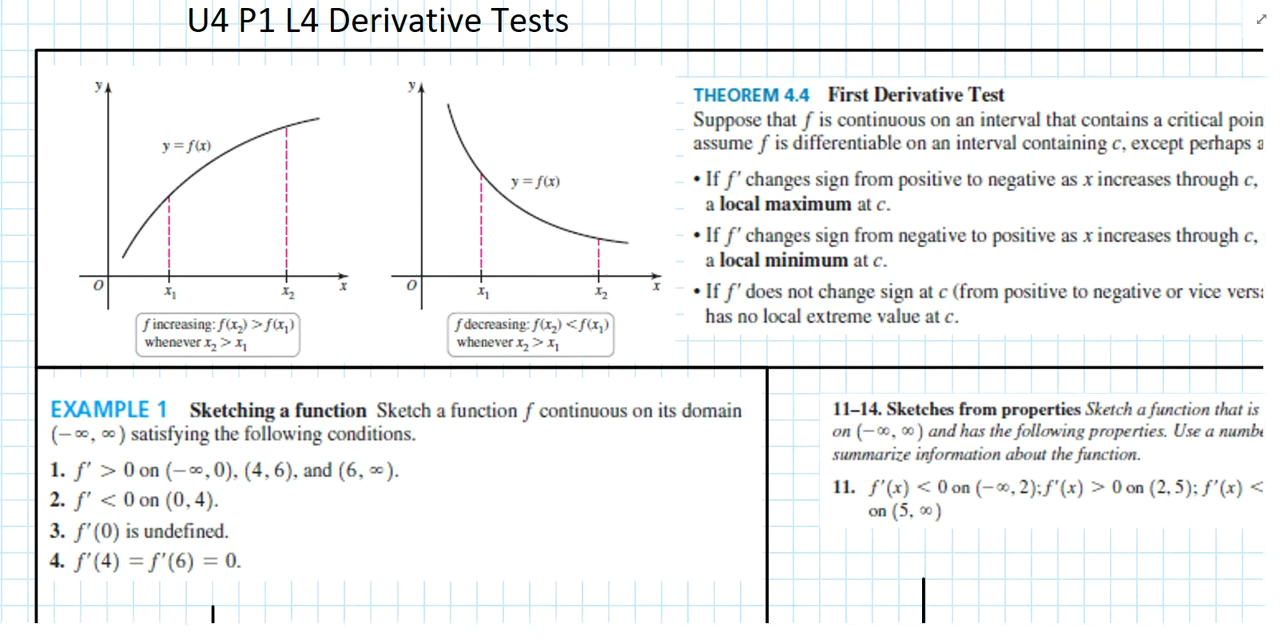 U4 P1 L4 Derivative Tests
y
y = f(x)
O
x₁
x₂
x
f increasing: f(x₂) > f(x₁)
whenever x₂ > x₁
y
y = f(x)
O
x₁
x₂
x
f decreasing: f(x₂) < f(x₁)
whenever x₂ > x₁
THEOREM 4.4 First Derivative Test
Suppose that f is continuous on an interval that contains a critical poin
assume f is differentiable on an interval containing c, except perhaps a
• If f′ changes sign from positive to negative as x increases through c,
a local maximum at c.
• If f′ changes sign from negative to positive as x increases through c,
a local minimum at c.
• If f′ does not change sign at c (from positive to negative or vice vers
has no local extreme value at c.
EXAMPLE 1 Sketching a function Sketch a function f continuous on its domain
(−∞, ∞) satisfying the following conditions.
1. f′ > 0 on (−∞, 0), (4, 6), and (6, ∞).
2. f′ < 0 on (0, 4).
3. f′(0) is undefined.
4. f′(4) = f′(6) = 0.
11–14. Sketches from properties Sketch a function that is
on (−∞, ∞) and has the following properties. Use a numb
summarize information about the function.
11. f′(x) < 0 on (−∞, 2); f′(x) > 0 on (2, 5); f′(x) <
on (5, ∞)